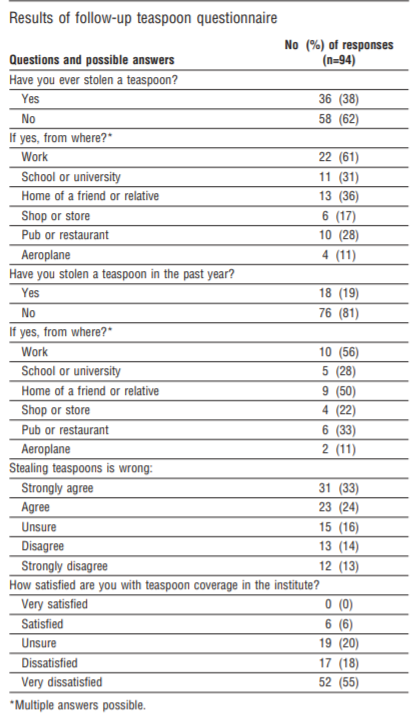 Results of follow-up teaspoon questionnaire
No (%) of responses
Questions and possible answers (n=94)
Have you ever stolen a teaspoon?
Yes 36 (38)
No 58 (62)
If yes, from where?*
Work 22 (61)
School or university 11 (31)
Home of a friend or relative 13 (36)
Shop or store 6 (17)
Pub or restaurant 10 (28)
Aeroplane 4 (11)
Have you stolen a teaspoon in the past year?
Yes 18 (19)
No 76 (81)
If yes, from where?*
Work 10 (56)
School or university 5 (28)
Home of a friend or relative 9 (50)
Shop or store 4 (22)
Pub or restaurant 6 (33)
Aeroplane 2 (11)
Stealing teaspoons is wrong:
Strongly agree 31 (33)
Agree 23 (24)
Unsure 15 (16)
Disagree 13 (14)
Strongly disagree 12 (13)
How satisfied are you with teaspoon coverage in the institute?
Very satisfied 0 (0)
Satisfied 6 (6)
Unsure 19 (20)
Dissatisfied 17 (18)
Very dissatisfied 52 (55)
*Multiple answers possible.